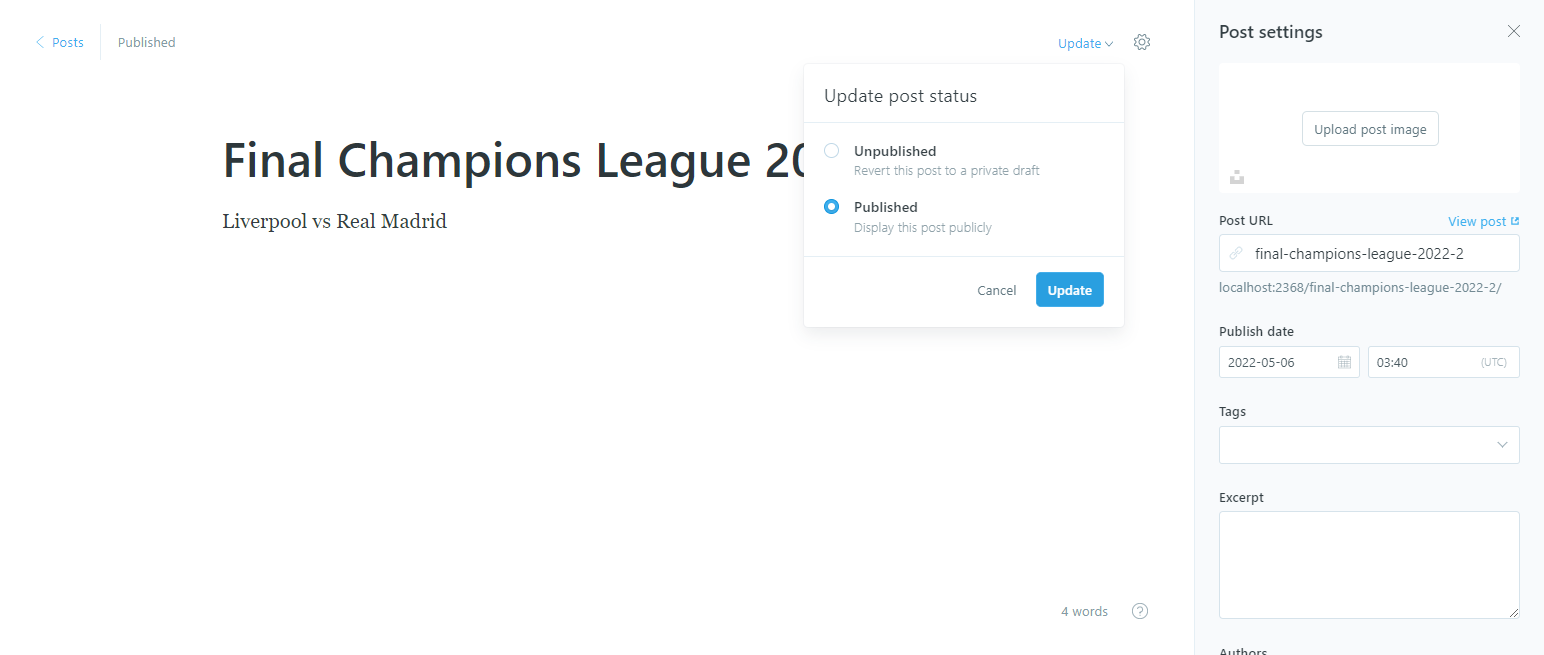 Posts
Published
Update
Update post status
Unpublished
Revert this post to a private draft
Published
Display this post publicly
Cancel
Update
Final Champions League
Liverpool vs Real Madrid
4 words
?
Post settings
Upload post image
Post URL
View post
final-champions-league-2022-2
localhost:2368/final-champions-league-2022-2/
Publish date
2022-05-06
03:40
(UTC)
Tags
Excerpt
Authors